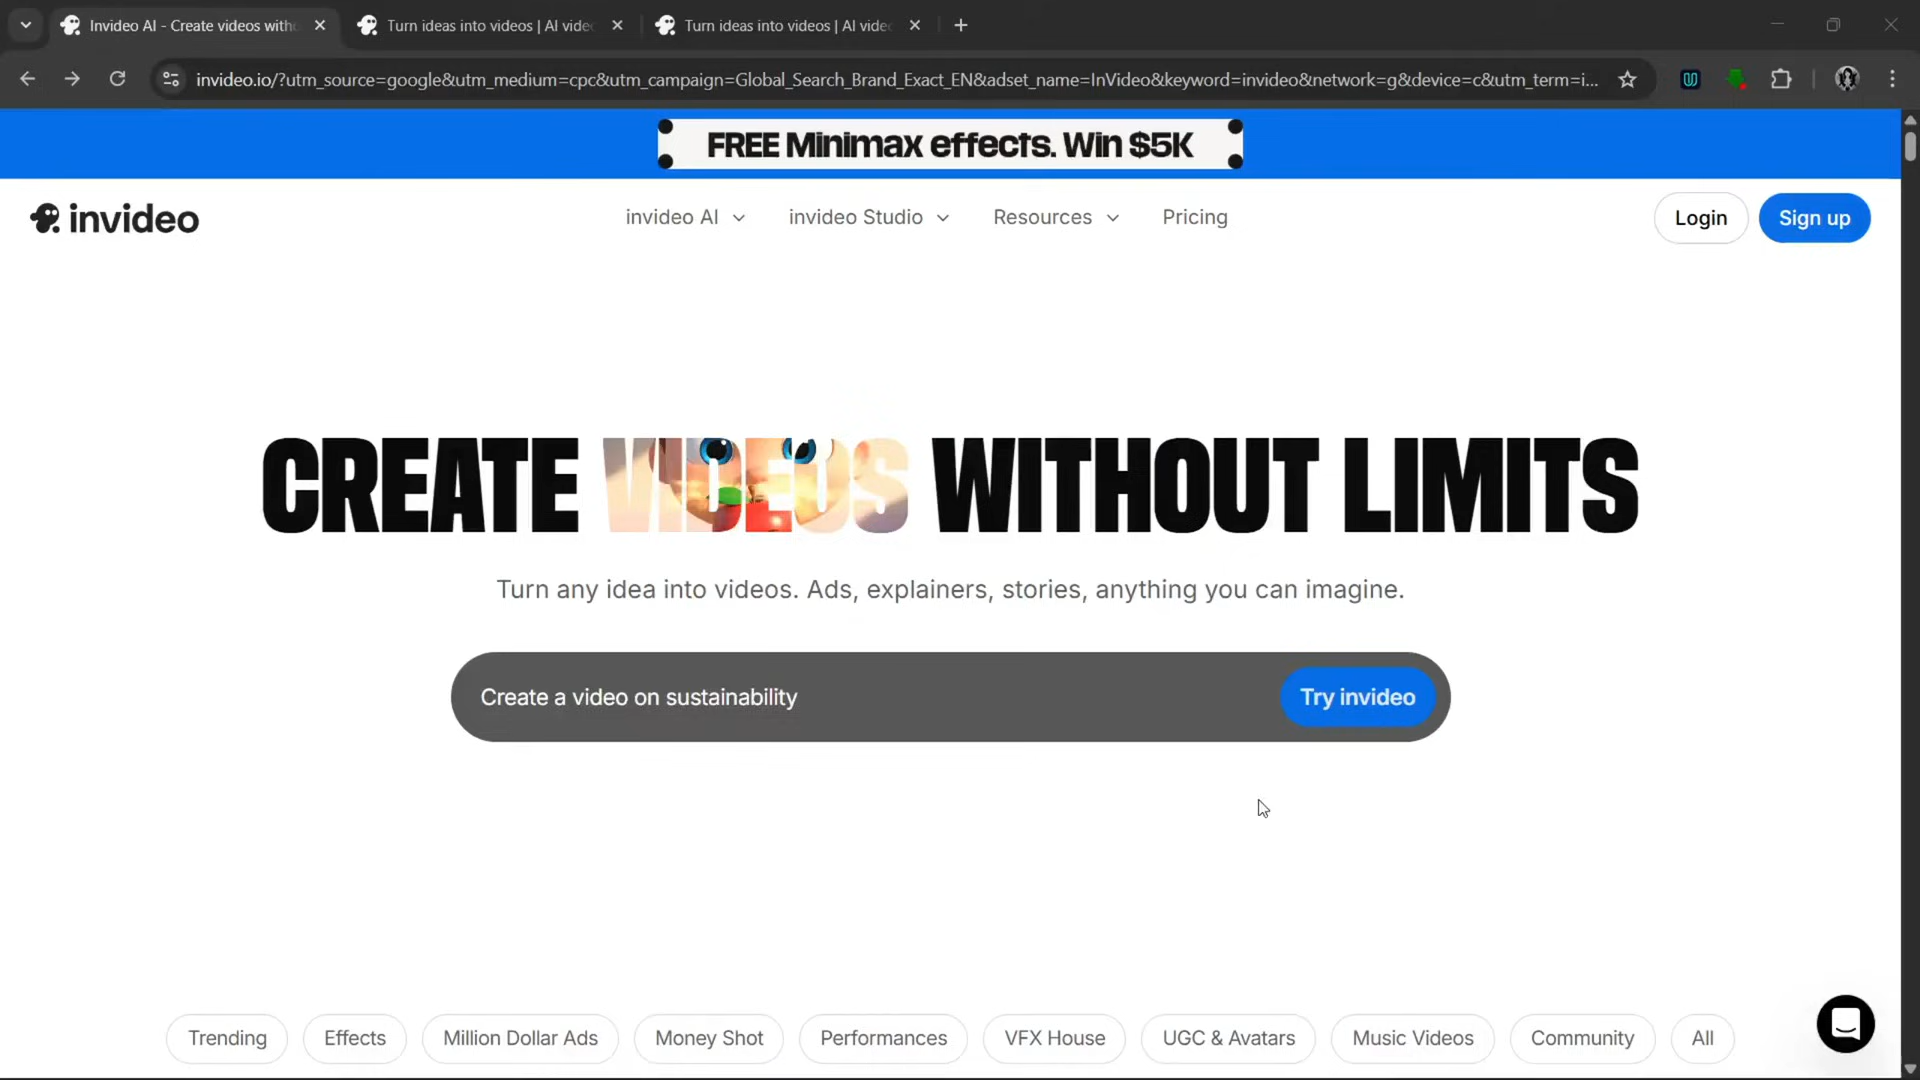 Invideo AI - Create videos with
Turn ideas into videos | AI vide
Turn ideas into videos | AI vide
invideo.io/?utm_source=google&utm_medium=cpc&utm_campaign=Global_Search_Brand_Exact_EN&adset_name=InVideo&keyword=invideo&network=g&device=c&utm_term=i...
FREE Minimax effects. Win $5K
invideo
invideo AI
invideo Studio
Resources
Pricing
Login
Sign up
CREATE VIDEOS WITHOUT LIMITS
Turn any idea into videos. Ads, explainers, stories, anything you can imagine.
Create a video on sustainability
Try invideo
Trending
Effects
Million Dollar Ads
Money Shot
Performances
VFX House
UGC & Avatars
Music Videos
Community
All